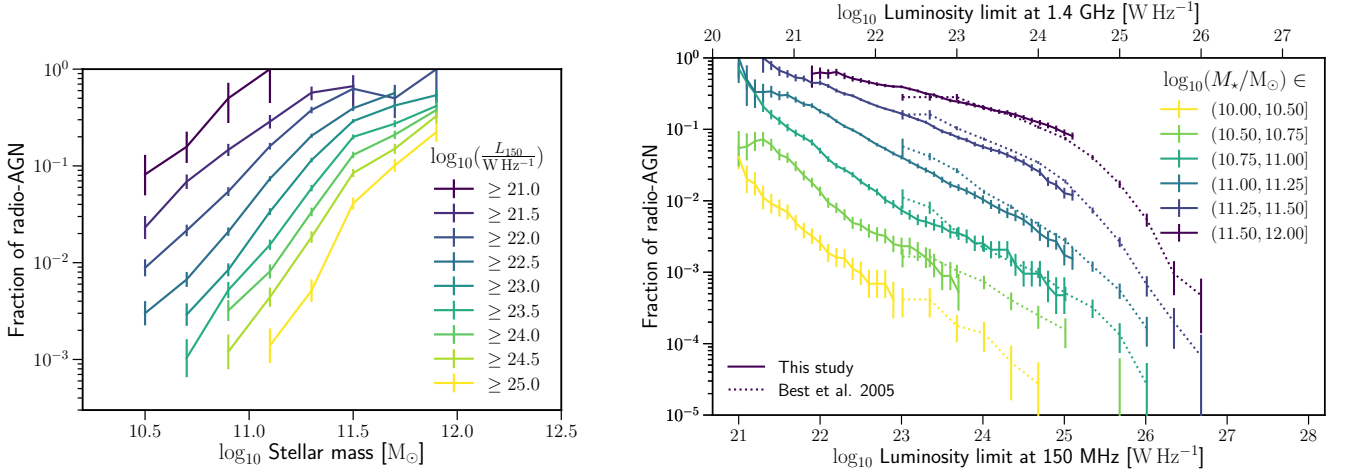 10⁰
10⁻¹
10⁻²
10⁻³
Fraction of radio-AGN
10.5 11.0 11.5 12.0 12.5
log₁₀ Stellar mass [M⊙]
log₁₀(L₁₅₀/W Hz⁻¹)
≥ 21.0
≥ 21.5
≥ 22.0
≥ 22.5
≥ 23.0
≥ 23.5
≥ 24.0
≥ 24.5
≥ 25.0
log₁₀ Luminosity limit at 1.4 GHz [W Hz⁻¹]
20 21 22 23 24 25 26 27
10⁰
10⁻¹
10⁻²
10⁻³
10⁻⁴
10⁻⁵
Fraction of radio-AGN
log₁₀(M⋆/M⊙) ∈
(10.00, 10.50]
(10.50, 10.75]
(10.75, 11.00]
(11.00, 11.25]
(11.25, 11.50]
(11.50, 12.00]
This study
Best et al. 2005
21 22 23 24 25 26 27 28
log₁₀ Luminosity limit at 150 MHz [W Hz⁻¹]